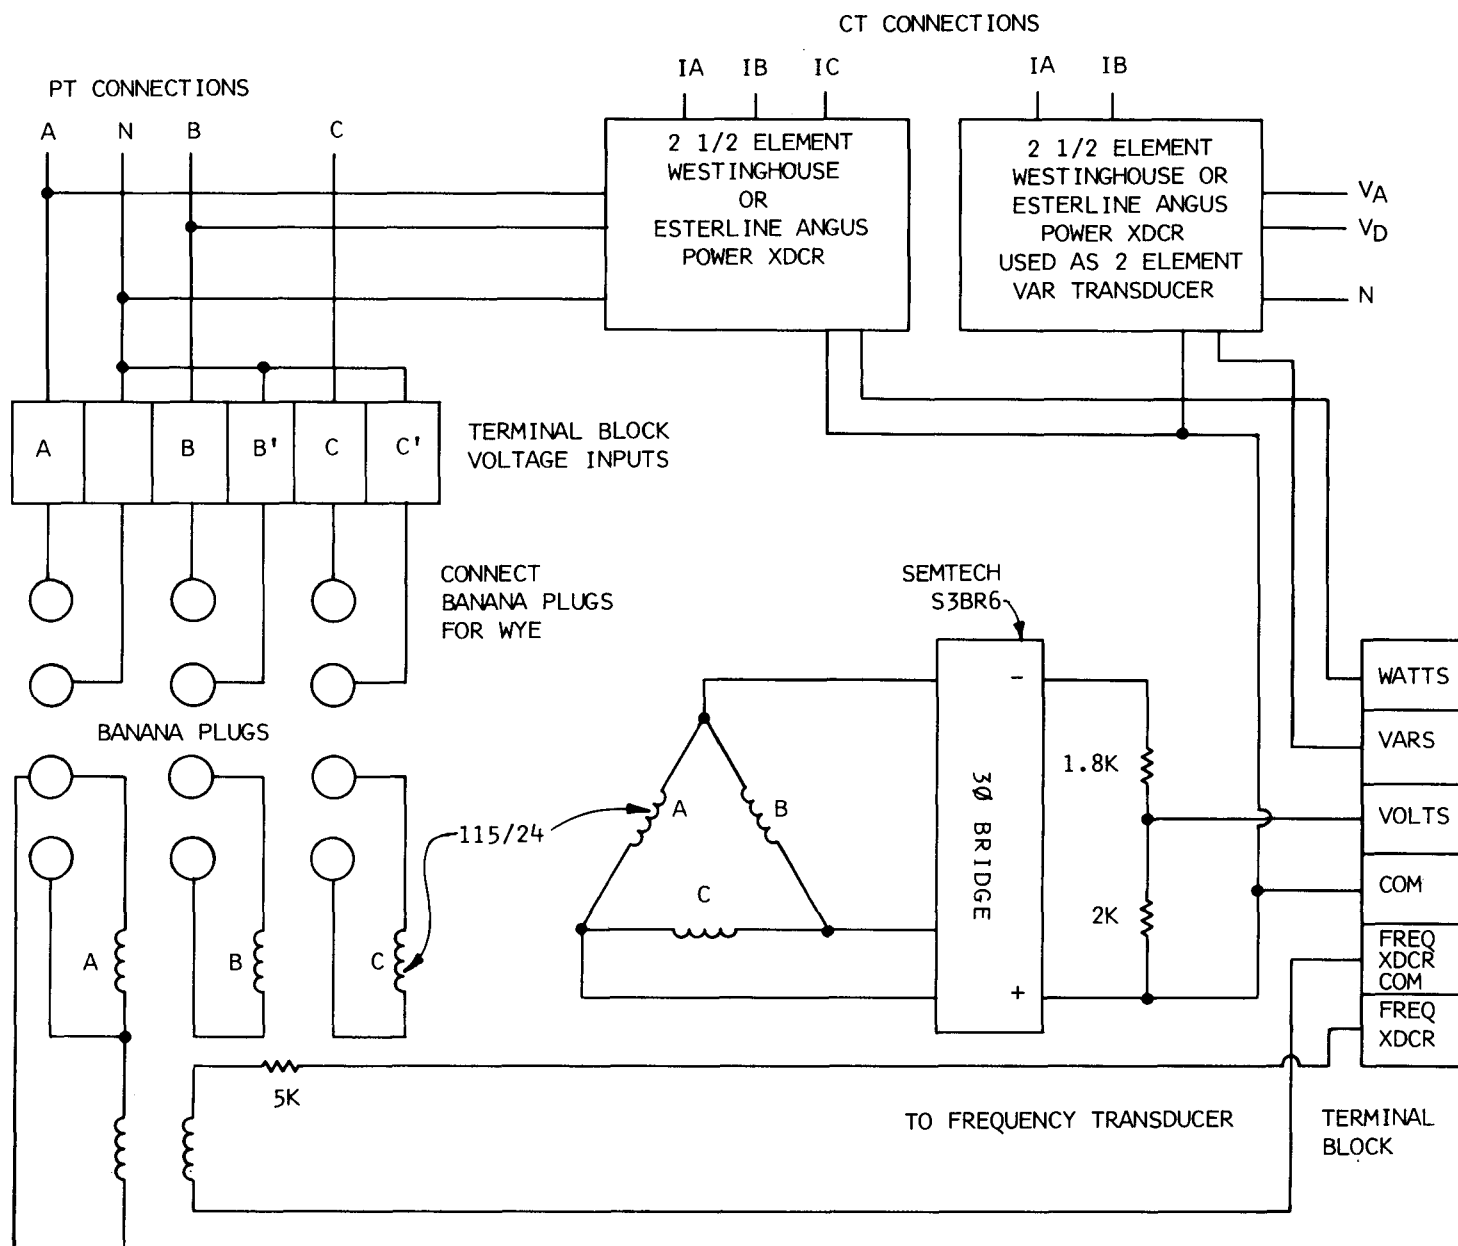 CT CONNECTIONS
IA IB IC
IA IB
PT CONNECTIONS
A N B C
2 1/2 ELEMENT
WESTINGHOUSE
OR
ESTERLINE ANGUS
POWER XDCR
2 1/2 ELEMENT
WESTINGHOUSE OR
ESTERLINE ANGUS
POWER XDCR
USED AS 2 ELEMENT
VAR TRANSDUCER
VA
VD
N
A B B' C C'
TERMINAL BLOCK
VOLTAGE INPUTS
CONNECT
BANANA PLUGS
FOR WYE
SEMTECH
S3BR6
BANANA PLUGS
115/24
A B
C
-
3Ø BRIDGE
+
1.8K
2K
WATTS
VARS
VOLTS
COM
FREQ
XDCR
COM
FREQ
XDCR
A B C
5K
TO FREQUENCY TRANSDUCER
TERMINAL
BLOCK